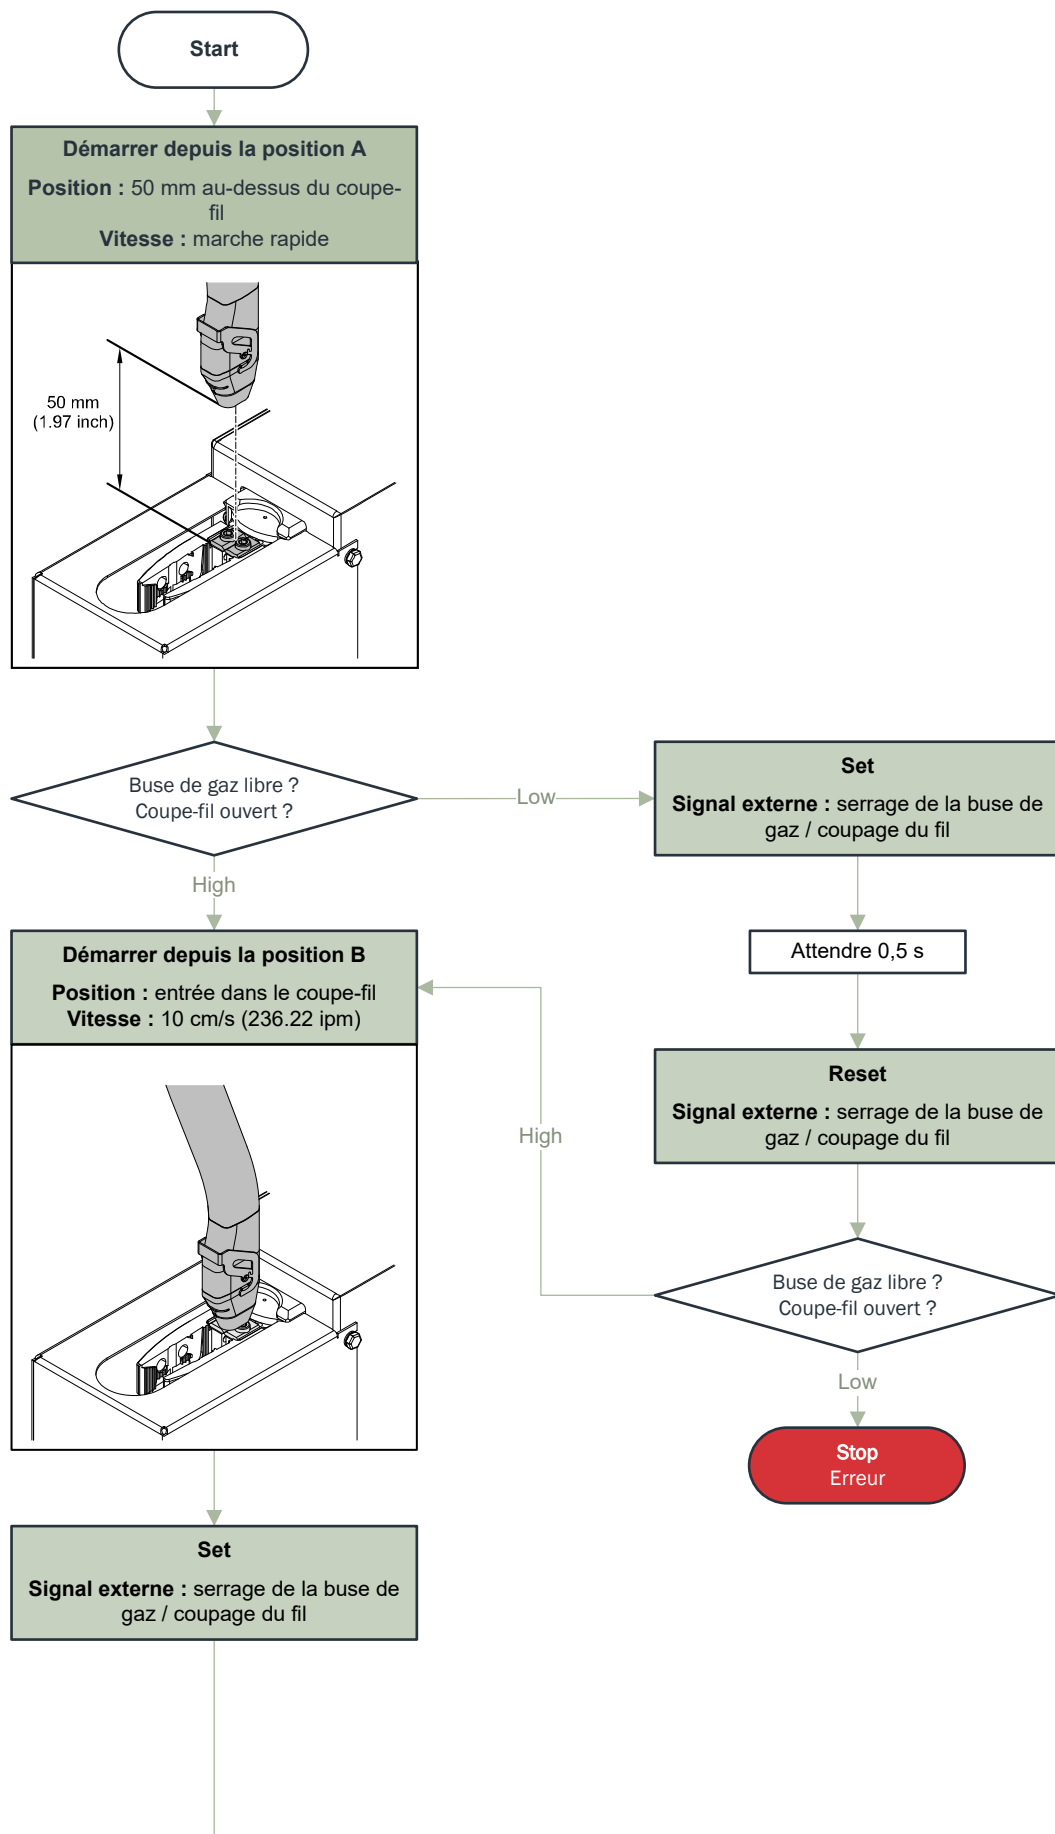 Start
Démarrer depuis la position A
Position : 50 mm au-dessus du coupe-
fil
Vitesse : marche rapide
50 mm
(1.97 inch)
Buse de gaz libre ?
Coupe-fil ouvert ?
Low
Set
Signal externe : serrage de la buse de
gaz / coupage du fil
High
Attendre 0,5 s
Démarrer depuis la position B
Position : entrée dans le coupe-fil
Vitesse : 10 cm/s (236.22 ipm)
Reset
Signal externe : serrage de la buse de
gaz / coupage du fil
High
Buse de gaz libre ?
Coupe-fil ouvert ?
Low
Stop
Erreur
Set
Signal externe : serrage de la buse de
gaz / coupage du fil